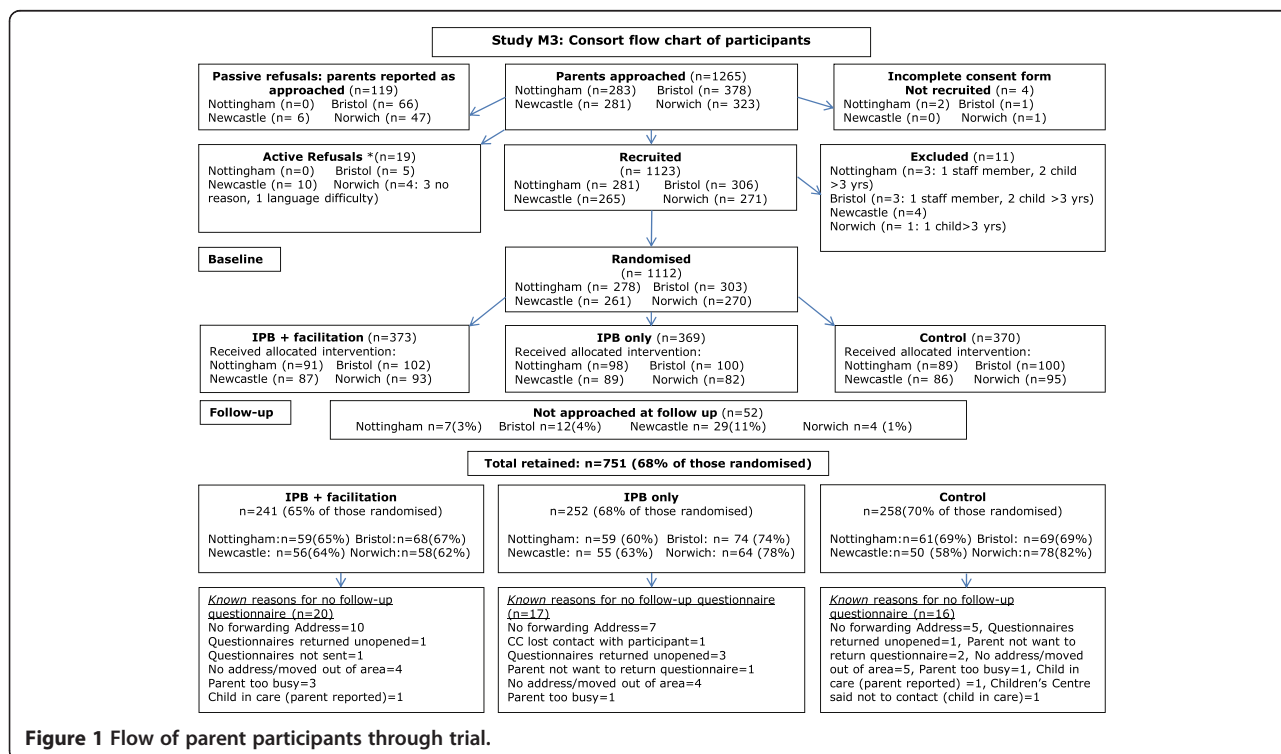 Study M3: Consort flow chart of participants
Passive refusals: parents reported as
approached (n=119)
Nottingham (n=0) Bristol (n= 66)
Newcastle (n= 6) Norwich (n= 47)
Parents approached (n=1265)
Nottingham (n=283) Bristol (n= 378)
Newcastle (n= 281) Norwich (n= 323)
Incomplete consent form
Not recruited (n= 4)
Nottingham (n=2) Bristol (n=1)
Newcastle (n=0) Norwich (n=1)
Active Refusals *(n=19)
Nottingham (n=0) Bristol (n= 5)
Newcastle (n= 10) Norwich (n=4: 3 no
reason, 1 language difficulty)
Recruited
(n= 1123)
Nottingham (n= 281) Bristol (n= 306)
Newcastle (n=265) Norwich (n= 271)
Excluded (n=11)
Nottingham (n=3: 1 staff member, 2 child
>3 yrs)
Bristol (n=3: 1 staff member, 2 child >3 yrs)
Newcastle (n=4)
Norwich (n= 1: 1 child>3 yrs)
Baseline
Randomised
(n= 1112)
Nottingham (n= 278) Bristol (n= 303)
Newcastle (n= 261) Norwich (n=270)
IPB + facilitation (n=373)
Received allocated intervention:
Nottingham (n=91) Bristol (n= 102)
Newcastle (n= 87) Norwich (n= 93)
IPB only (n=369)
Received allocated intervention:
Nottingham (n=98) Bristol (n= 100)
Newcastle (n= 89) Norwich (n=82)
Control (n=370)
Received allocated intervention:
Nottingham (n=89) Bristol (n=100)
Newcastle (n= 86) Norwich (n=95)
Follow-up
Not approached at follow up (n=52)
Nottingham n=7(3%) Bristol n=12(4%) Newcastle n= 29(11%) Norwich n=4 (1%)
Total retained: n=751 (68% of those randomised)
IPB + facilitation
n=241 (65% of those randomised)
Nottingham:n=59(65%) Bristol:n=68(67%)
Newcastle: n=56(64%) Norwich:n=58(62%)
IPB only
n=252 (68% of those randomised)
Nottingham: n=59 (60%) Bristol: n= 74 (74%)
Newcastle: n= 55 (63%) Norwich: n=64 (78%)
Control
n=258(70% of those randomised)
Nottingham:n=61(69%) Bristol: n=69(69%)
Newcastle:n=50 (58%) Norwich:n=78(82%)
Known reasons for no follow-up
questionnaire (n=20)
No forwarding Address=10
Questionnaires returned unopened=1
Questionnaires not sent=1
No address/moved out of area=4
Parent too busy=3
Child in care (parent reported)=1
Known reasons for no follow-up questionnaire
(n=17)
No forwarding Address=7
CC lost contact with participant=1
Questionnaires returned unopened=3
Parent not want to return questionnaire=1
No address/moved out of area=4
Parent too busy=1
Known reasons for no follow-up
questionnaire (n=16)
No forwarding Address=5, Questionnaires
returned unopened=1, Parent not want to
return questionnaire=2, No address/moved
out of area=5, Parent too busy=1, Child in
care (parent reported) =1, Children's Centre
said not to contact (child in care)=1
Figure 1 Flow of parent participants through trial.